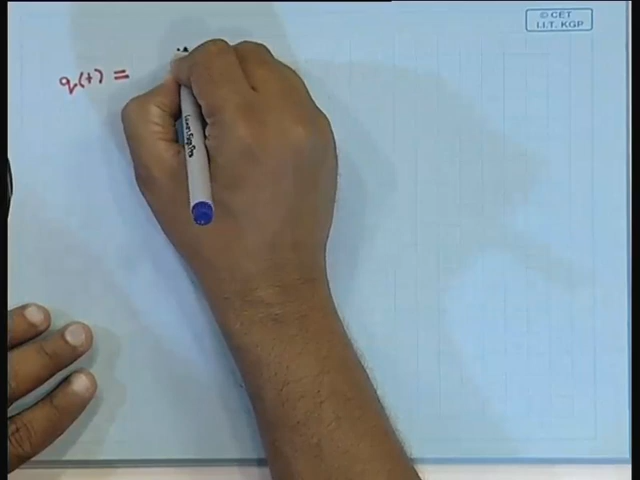 © CET
I.I.T. KGP
q(t) =